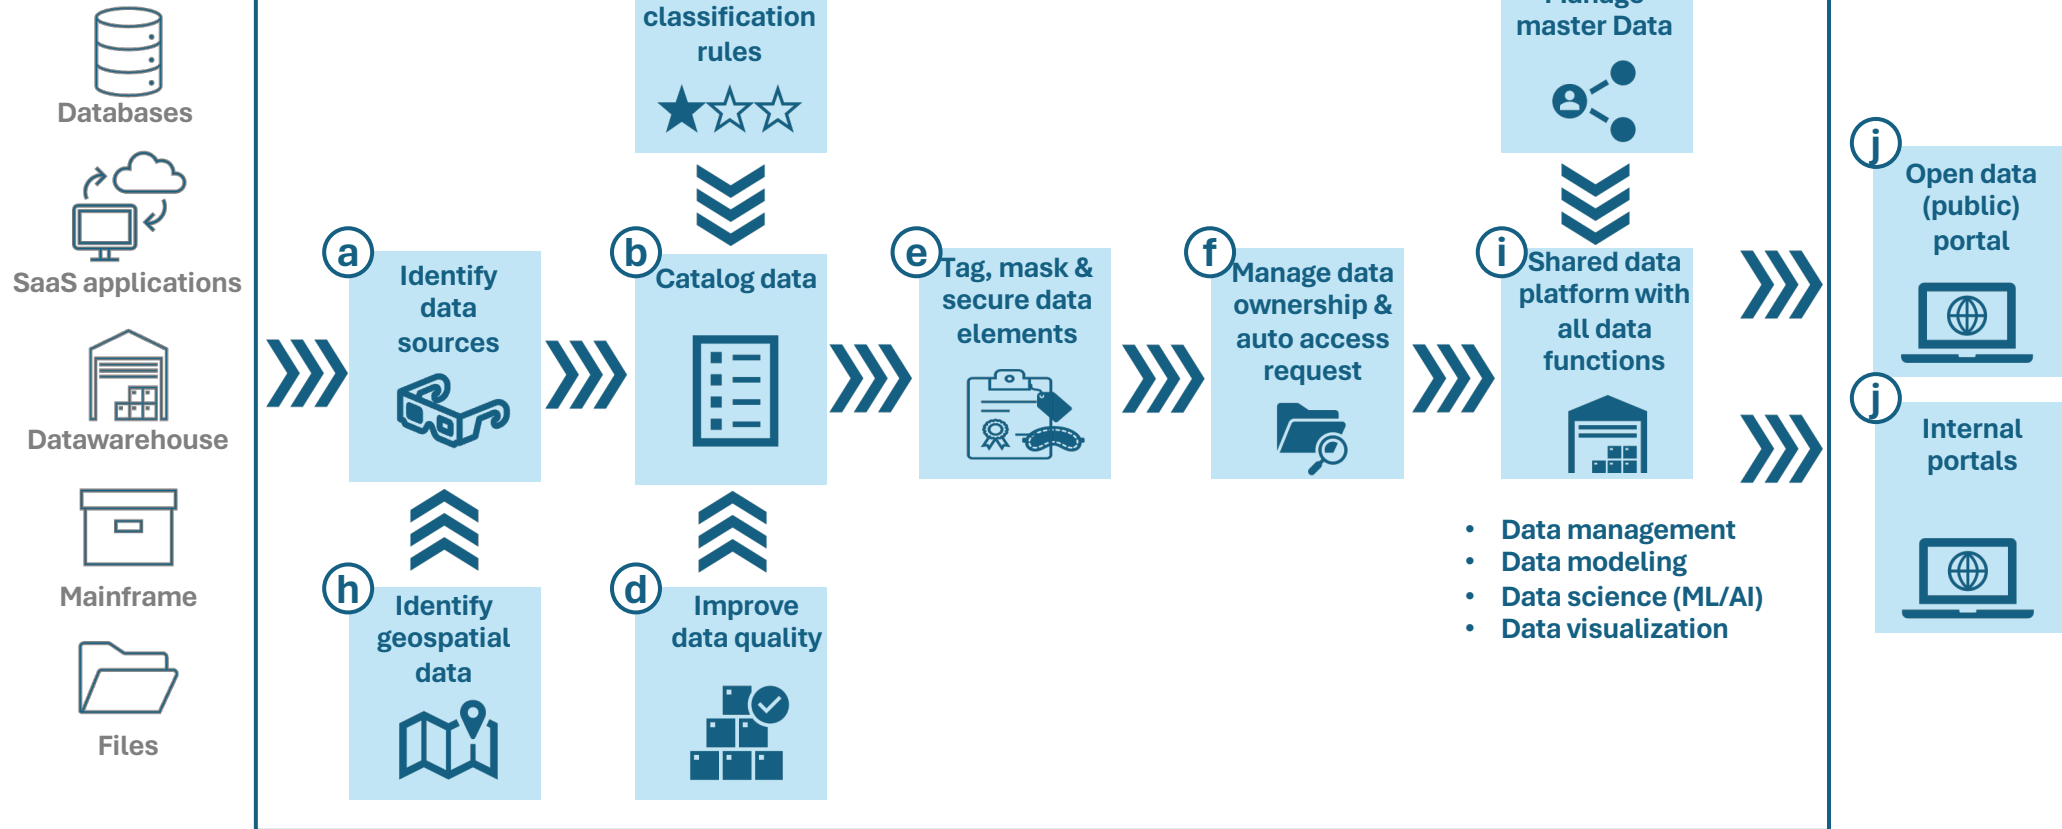 Databases
SaaS applications
Datawarehouse
Mainframe
Files
classification
rules
Manage
master Data
a
Identify
data
sources
b
Catalog data
e
Tag, mask &
secure data
elements
f
Manage data
ownership &
auto access
request
i
Shared data
platform with
all data
functions
• Data management
• Data modeling
• Data science (ML/AI)
• Data visualization
h
Identify
geospatial
data
d
Improve
data quality
j
Open data
(public)
portal
j
Internal
portals